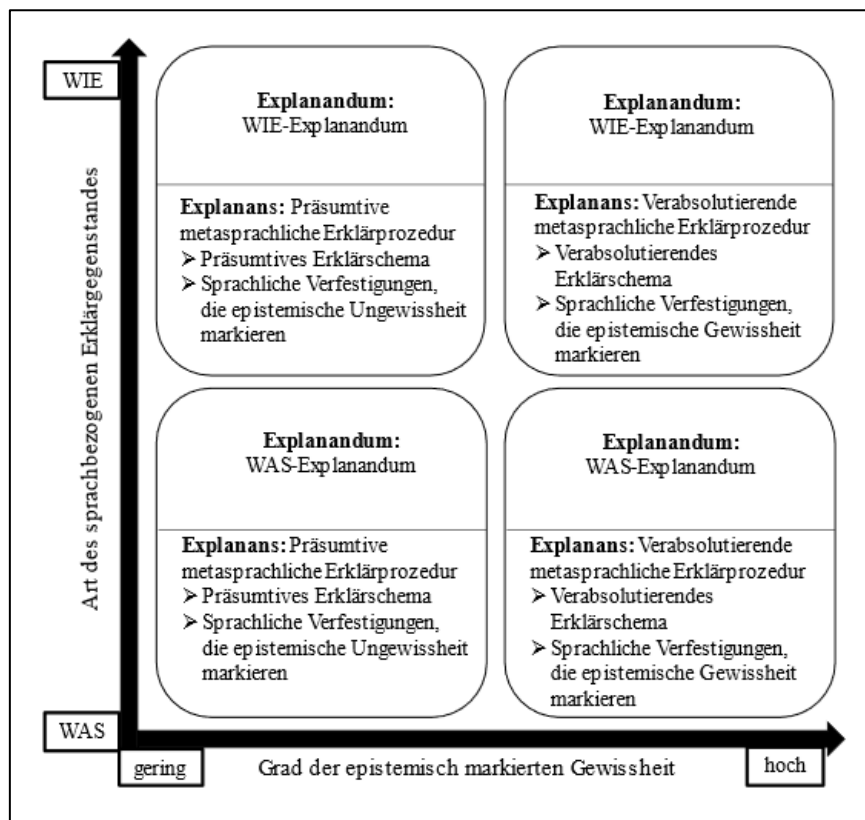 WIE
Art des sprachbezogenen Erklärgegenstandes
WAS
Explanandum:
WIE-Explanandum
Explanans: Präsumtive
metasprachliche Erklärprozedur
➢ Präsumtives Erklärschema
➢ Sprachliche Verfestigungen,
die epistemische Ungewissheit
markieren
Explanandum:
WIE-Explanandum
Explanans: Verabsolutierende
metasprachliche Erklärprozedur
➢ Verabsolutierendes
Erklärschema
➢ Sprachliche Verfestigungen,
die epistemische Gewissheit
markieren
Explanandum:
WAS-Explanandum
Explanans: Präsumtive
metasprachliche Erklärprozedur
➢ Präsumtives Erklärschema
➢ Sprachliche Verfestigungen,
die epistemische Ungewissheit
markieren
Explanandum:
WAS-Explanandum
Explanans: Verabsolutierende
metasprachliche Erklärprozedur
➢ Verabsolutierendes
Erklärschema
➢ Sprachliche Verfestigungen,
die epistemische Gewissheit
markieren
gering
Grad der epistemisch markierten Gewissheit
hoch